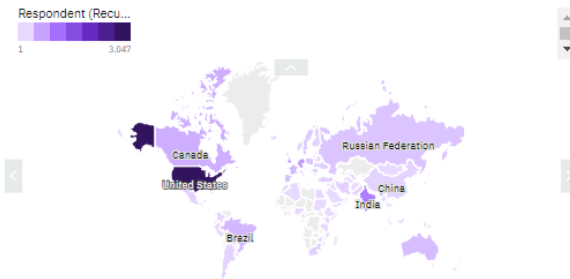 Respondent (Recu...
1 3.047
Russian Federation
Canada
United States
China
India
Brazil